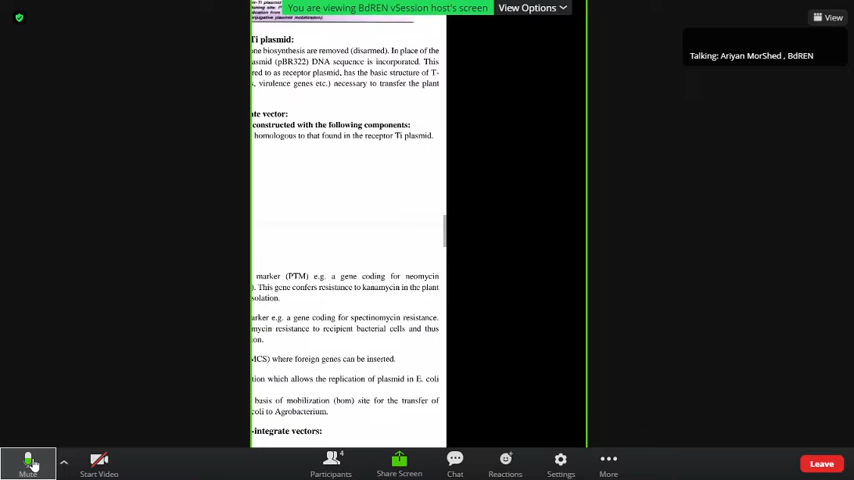 You are viewing BdREN vSession host's screen
View Options
View
Talking: Ariyan MorShed , BdREN
conjugative plasmid mobilization).
Ti plasmid:
one biosynthesis are removed (disarmed). In place of the
asmid (pBR322) DNA sequence is incorporated. This
red to as receptor plasmid, has the basic structure of T-
s, virulence genes etc.) necessary to transfer the plant
ate vector:
constructed with the following components:
homologous to that found in the receptor Ti plasmid.
marker (PTM) e.g. a gene coding for neomycin
). This gene confers resistance to kanamycin in the plant
solation.
arker e.g. a gene coding for spectinomycin resistance.
mycin resistance to recipient bacterial cells and thus
on.
MCS) where foreign genes can be inserted.
tion which allows the replication of plasmid in E. coli
basis of mobilization (bom) site for the transfer of
coli to Agrobacterium.
-integrate vectors:
Mute
Start Video
4
Participants
Share Screen
Chat
Reactions
Settings
More
Leave